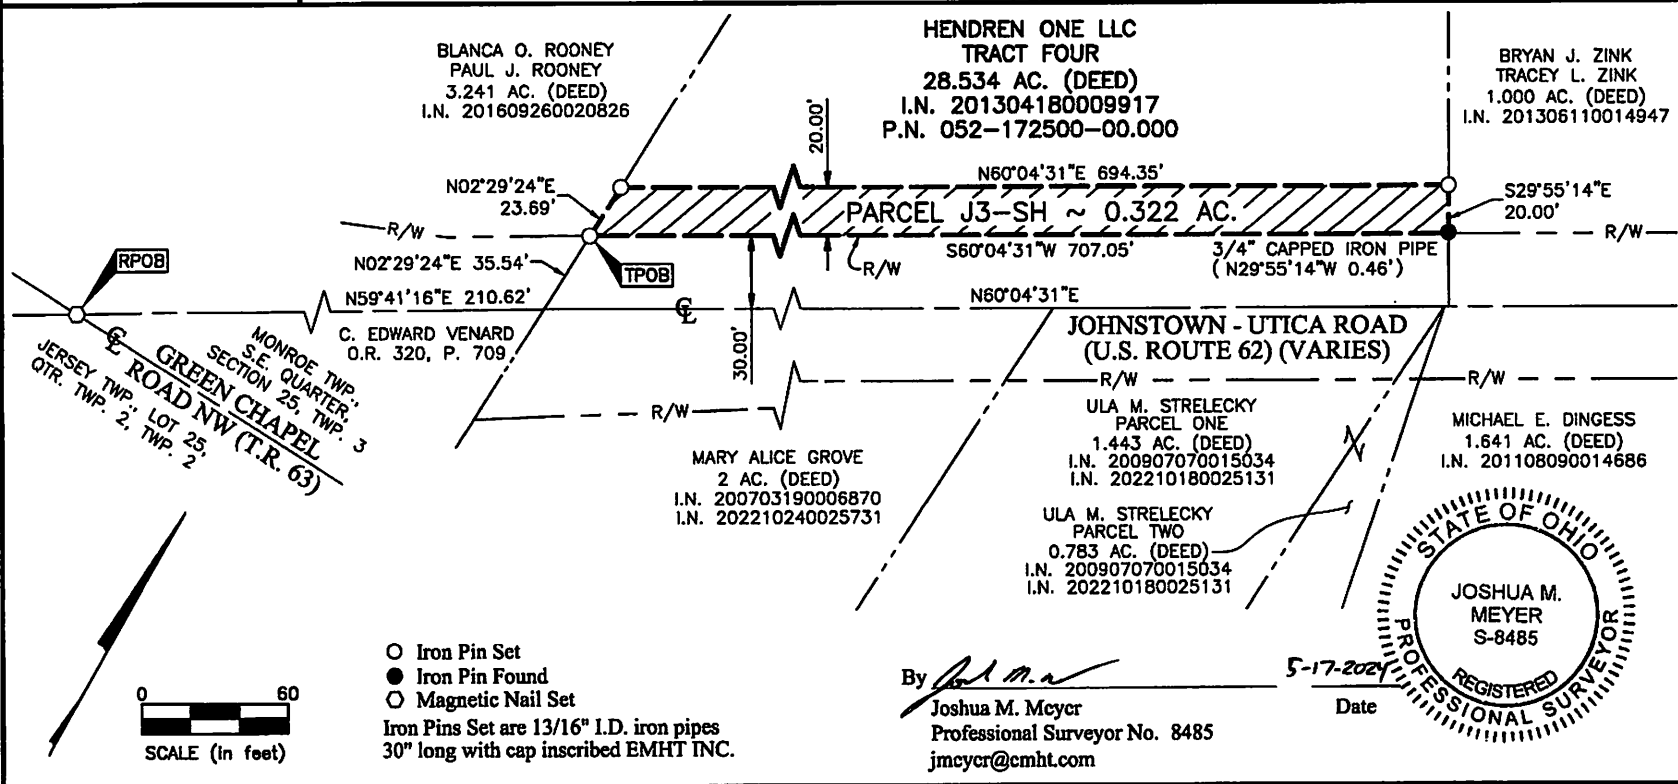 BLANCA O. ROONEY
PAUL J. ROONEY
3.241 AC. (DEED)
I.N. 201609260020826
HENDREN ONE LLC
TRACT FOUR
28.534 AC. (DEED)
I.N. 201304180009917
P.N. 052-172500-00.000
BRYAN J. ZINK
TRACEY L. ZINK
1.000 AC. (DEED)
I.N. 201306110014947
20.00'
N60°04'31"E 694.35'
N02°29'24"E
23.69'
S29°55'14"E
20.00'
PARCEL J3-SH ~ 0.322 AC.
R/W
R/W
S60°04'31"W 707.05'
3/4" CAPPED IRON PIPE
(N29°55'14"W 0.46')
R/W
RPOB
N02°29'24"E 35.54'
TPOB
N59°41'16"E 210.62'
N60°04'31"E
℄
C. EDWARD VENARD
O.R. 320, P. 709
30.00'
JOHNSTOWN - UTICA ROAD
(U.S. ROUTE 62) (VARIES)
MONROE TWP.,
S.E. QUARTER,
SECTION 25, TWP. 3
℄
GREEN CHAPEL
ROAD NW (T.R. 63)
JERSEY TWP., LOT 25,
QTR. TWP. 2, TWP. 2
R/W
R/W
R/W
MARY ALICE GROVE
2 AC. (DEED)
I.N. 200703190006870
I.N. 202210240025731
ULA M. STRELECKY
PARCEL ONE
1.443 AC. (DEED)
I.N. 200907070015034
I.N. 202210180025131
ULA M. STRELECKY
PARCEL TWO
0.783 AC. (DEED)
I.N. 200907070015034
I.N. 202210180025131
MICHAEL E. DINGESS
1.641 AC. (DEED)
I.N. 201108090014686
STATE OF OHIO
JOSHUA M.
MEYER
S-8485
REGISTERED
PROFESSIONAL SURVEYOR
0 60
SCALE (in feet)
Iron Pin Set
Iron Pin Found
Magnetic Nail Set
Iron Pins Set are 13/16" I.D. iron pipes
30" long with cap inscribed EMHT INC.
By
5-17-2024
Joshua M. Meyer
Date
Professional Surveyor No. 8485
jmeyer@emht.com